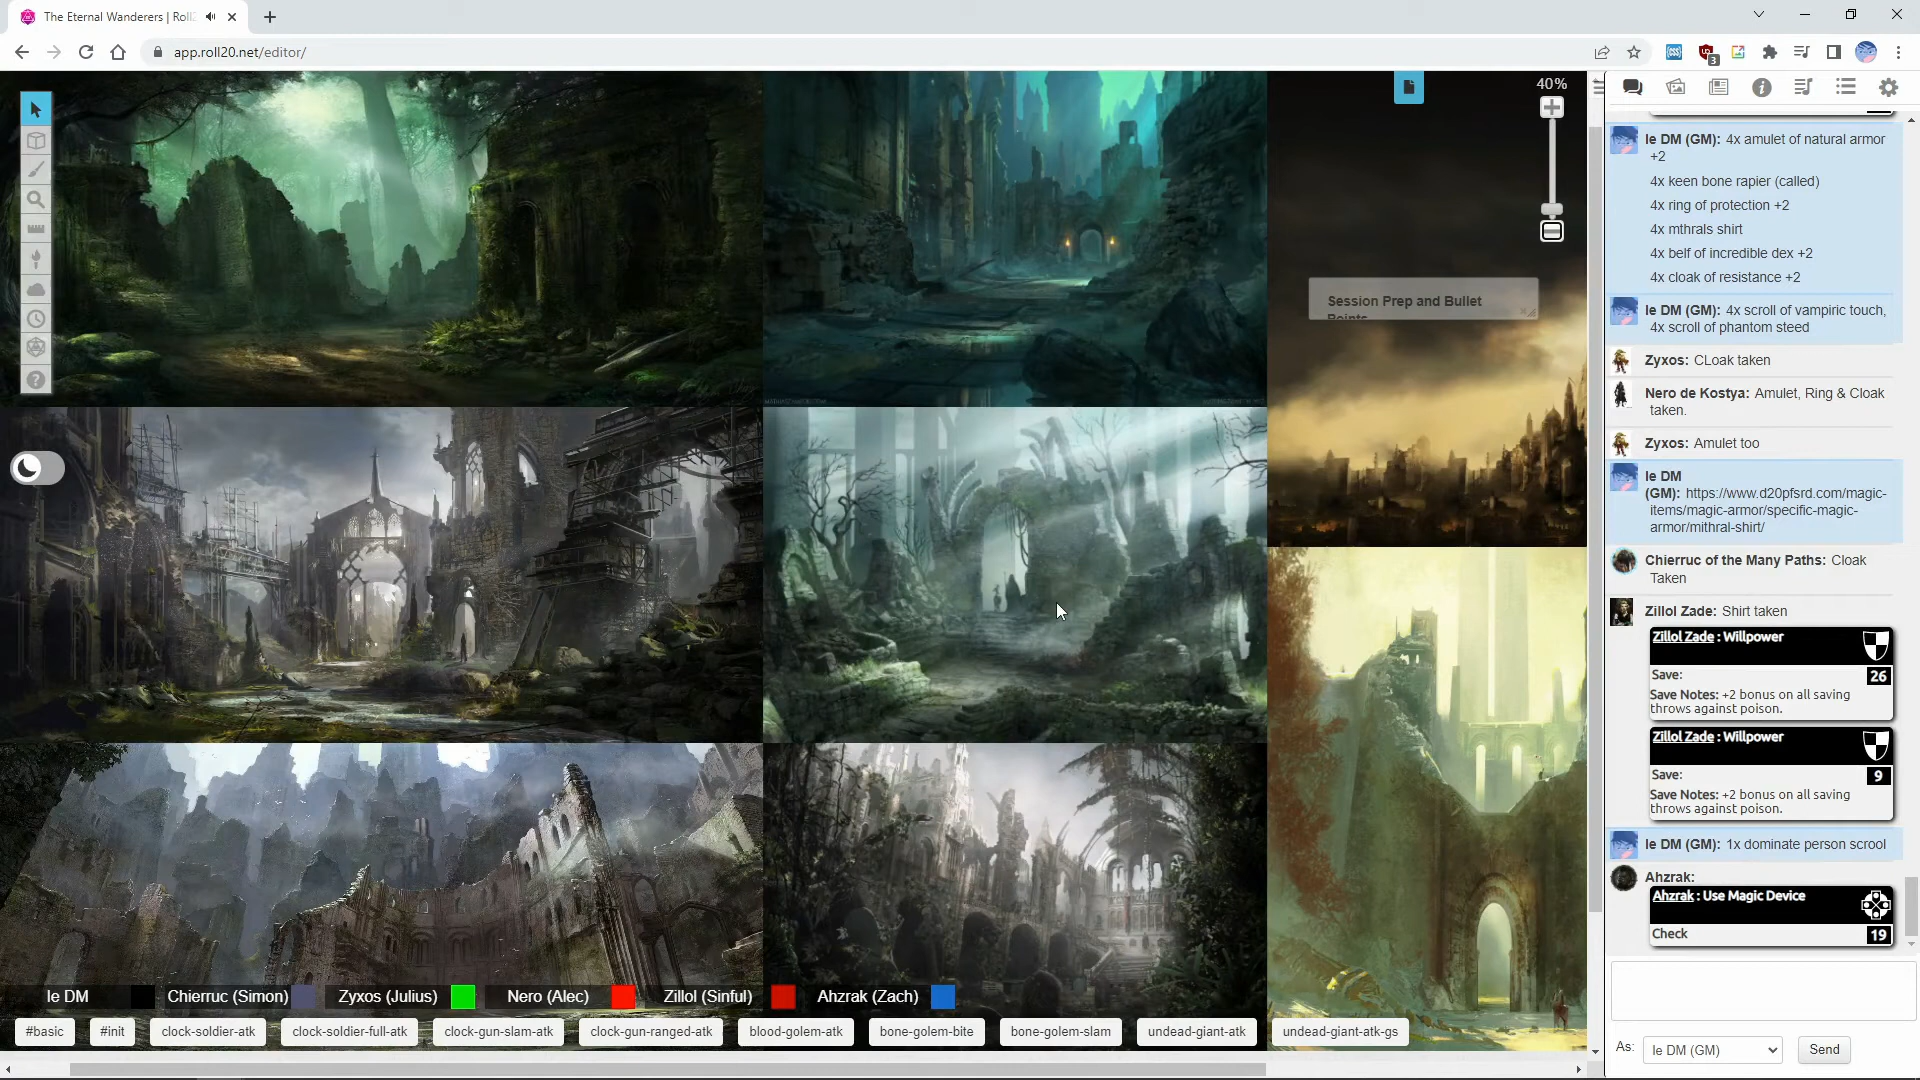 The Eternal Wanderers | Roll2
app.roll20.net/editor/
3
40%
Session Prep and Bullet
Points
le DM (GM): 4x amulet of natural armor
+2
4x keen bone rapier (called)
4x ring of protection +2
4x mthrals shirt
4x belf of incredible dex +2
4x cloak of resistance +2
le DM (GM): 4x scroll of vampiric touch,
4x scroll of phantom steed
Zyxos: CLoak taken
Nero de Kostya: Amulet, Ring & Cloak
taken.
Zyxos: Amulet too
le DM
(GM): https://www.d20pfsrd.com/magic-
items/magic-armor/specific-magic-
armor/mithral-shirt/
Chierruc of the Many Paths: Cloak
Taken
Zillol Zade: Shirt taken
Zillol Zade : Willpower
Save: 26
Save Notes: +2 bonus on all saving
throws against poison.
Zillol Zade : Willpower
Save: 9
Save Notes: +2 bonus on all saving
throws against poison.
le DM (GM): 1x dominate person scrool
Ahzrak:
Ahzrak : Use Magic Device
Check 19
le DM Chierruc (Simon) Zyxos (Julius) Nero (Alec) Zillol (Sinful) Ahzrak (Zach)
#basic #init clock-soldier-atk clock-soldier-full-atk clock-gun-slam-atk clock-gun-ranged-atk blood-golem-atk bone-golem-bite bone-golem-slam undead-giant-atk undead-giant-atk-gs
As: le DM (GM) Send